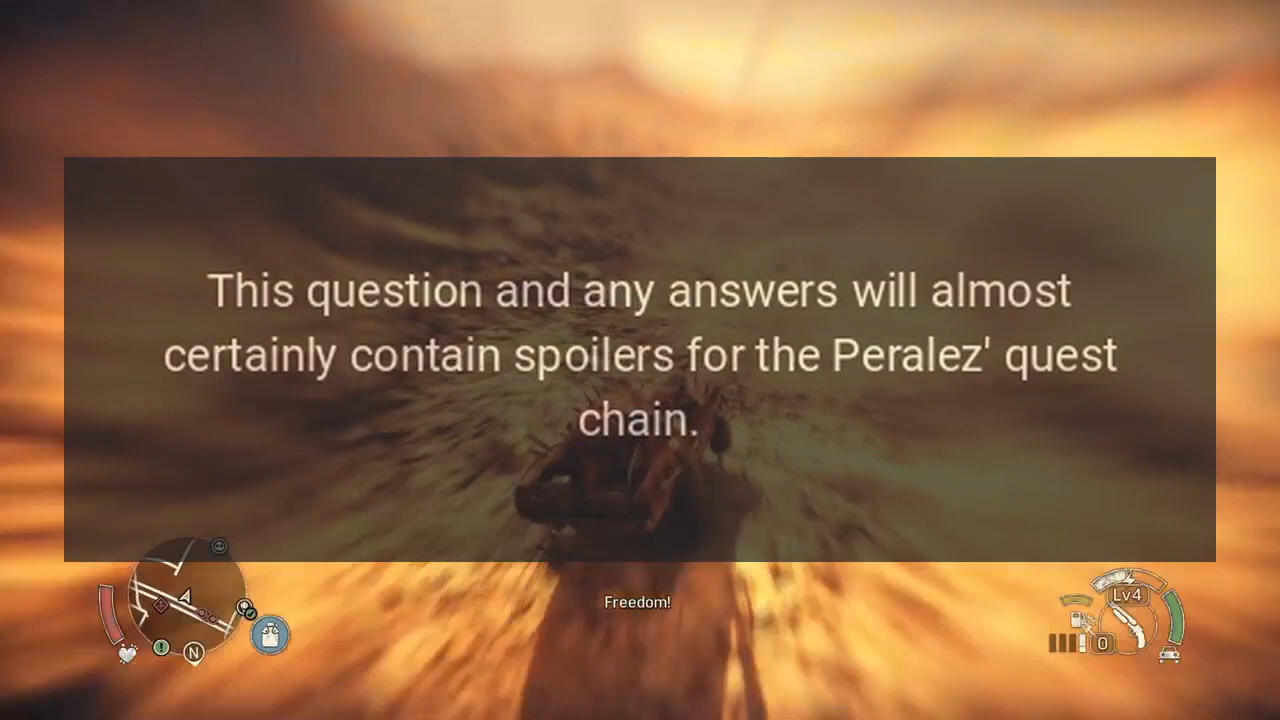 This question and any answers will almost
certainly contain spoilers for the Peralez' quest
chain.
Freedom!
N
Lv4
0